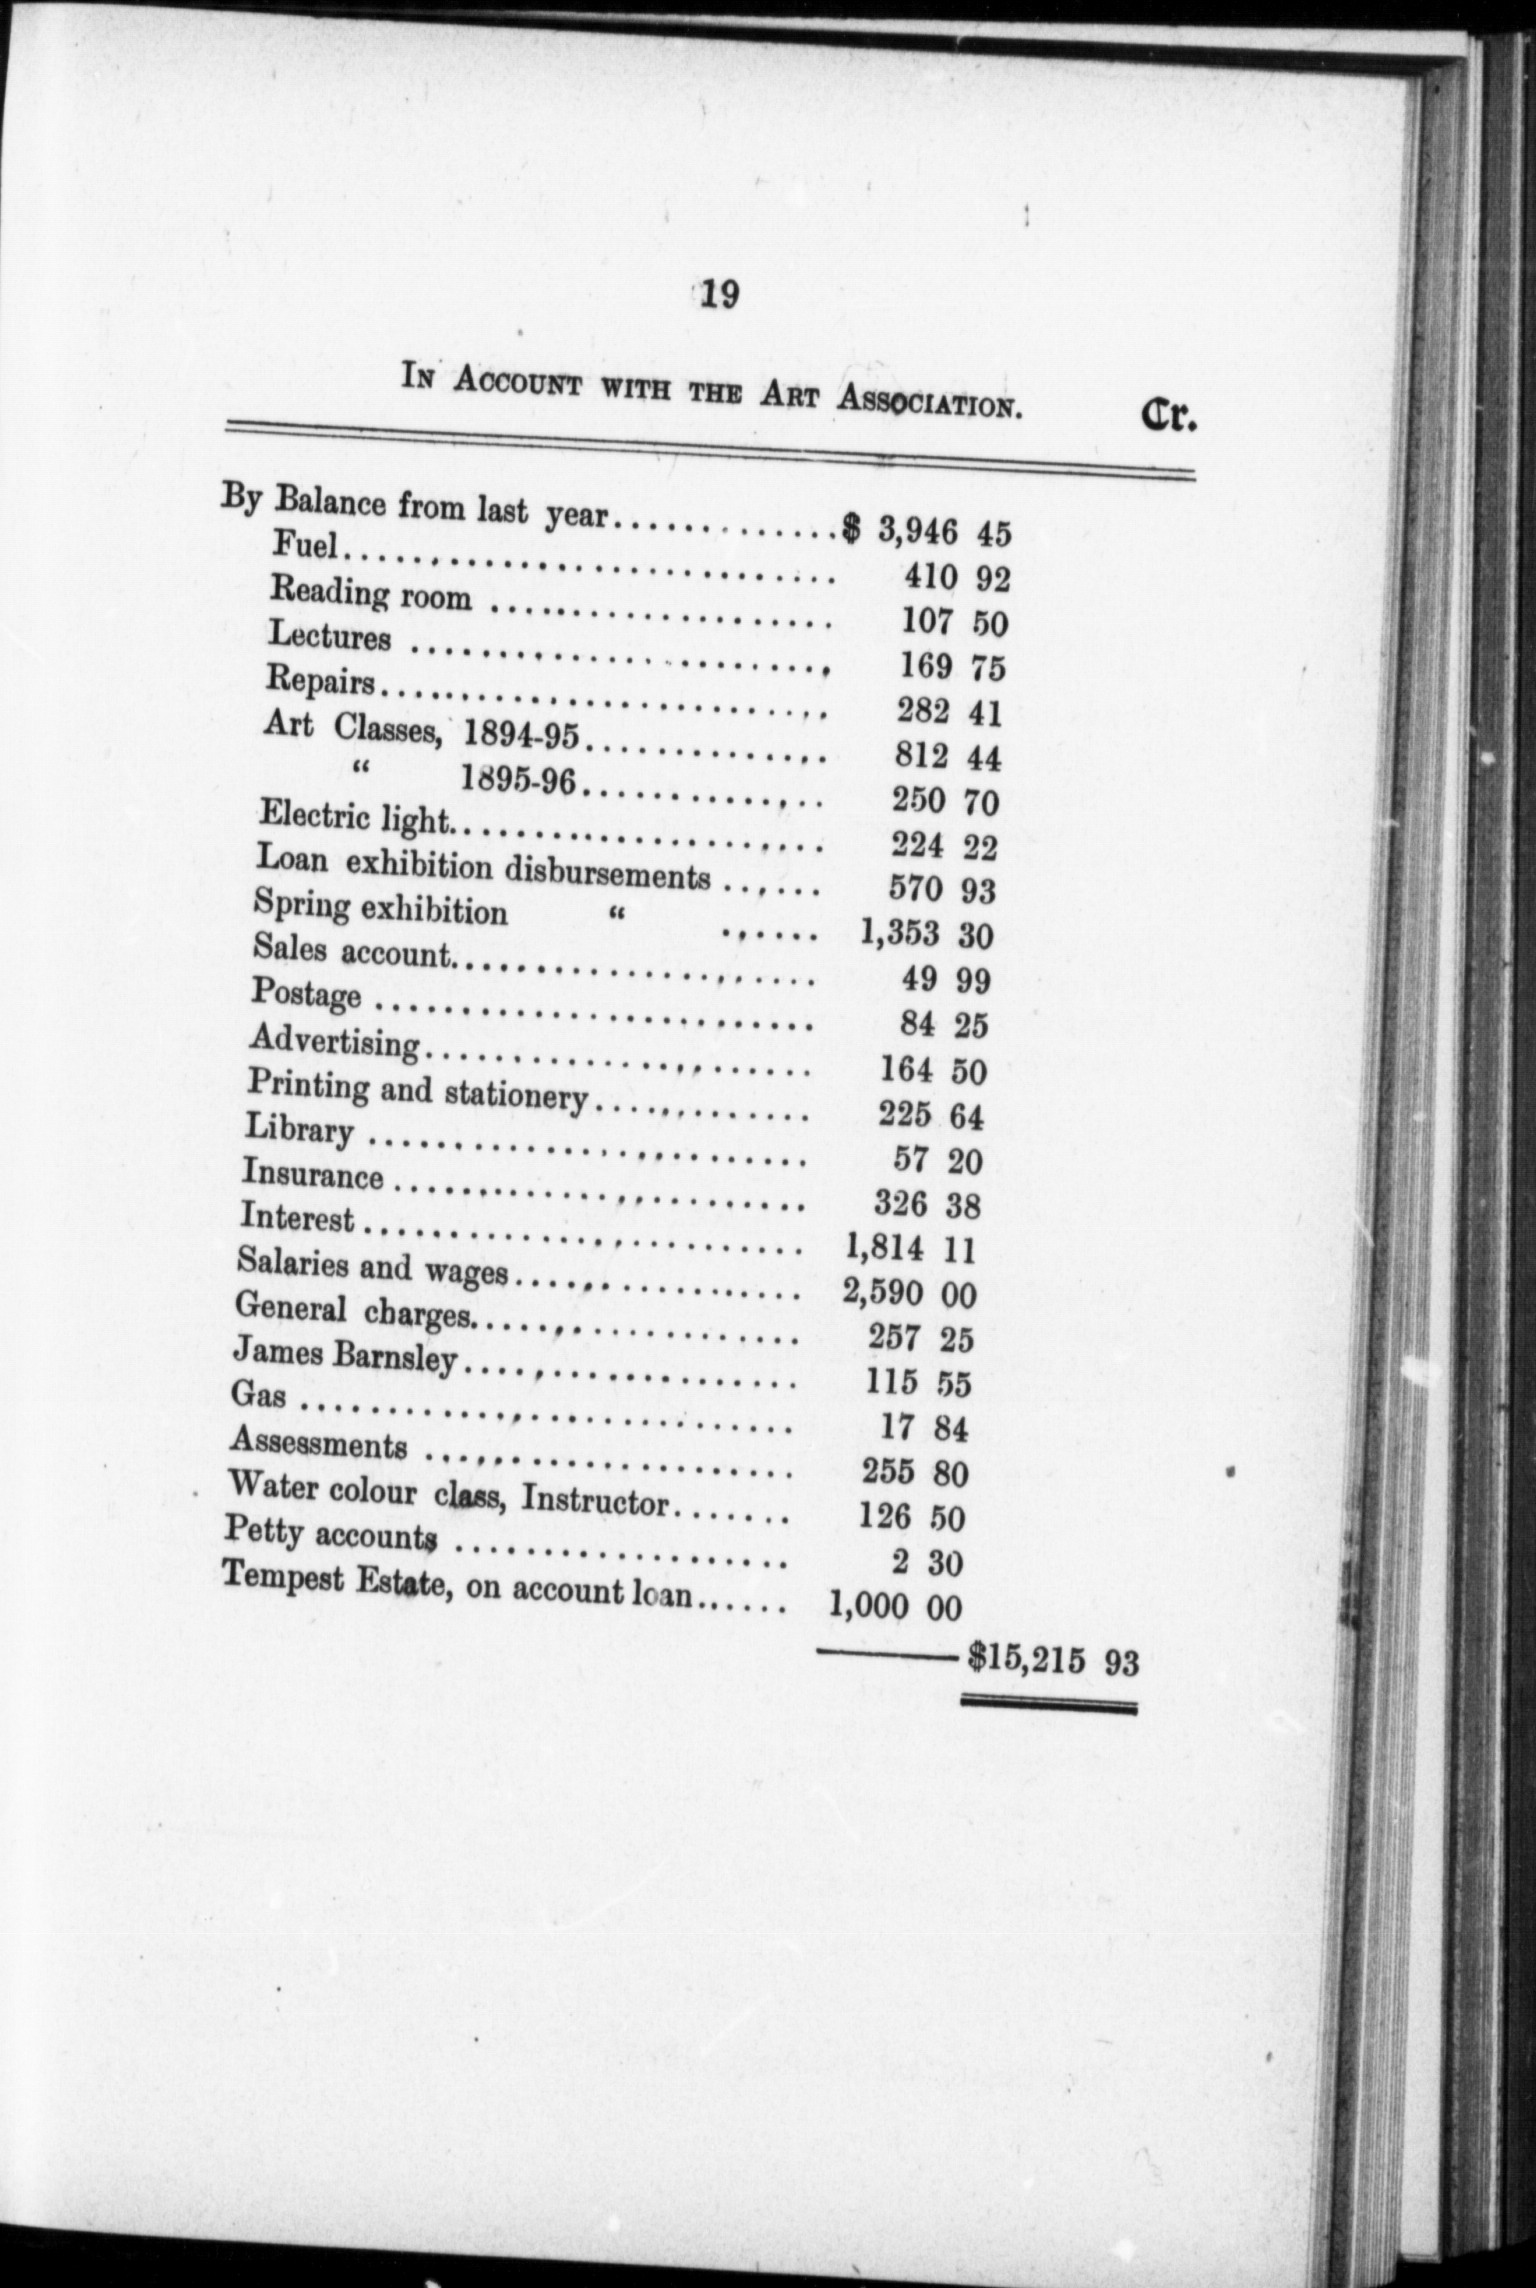 19
In Account with the Art Association. Cr.
By Balance from last year.............$ 3,946 45
Fuel............................ 410 92
Reading room .................... 107 50
Lectures ........................ 169 75
Repairs.......................... 282 41
Art Classes, 1894-95.............. 812 44
“ 1895-96.............. 250 70
Electric light..................... 224 22
Loan exhibition disbursements ...... 570 93
Spring exhibition “ ...... 1,353 30
Sales account..................... 49 99
Postage ......................... 84 25
Advertising...................... 164 50
Printing and stationery............. 225 64
Library ......................... 57 20
Insurance ........................ 326 38
Interest ......................... 1,814 11
Salaries and wages................. 2,590 00
General charges................... 257 25
James Barnsley................... 115 55
Gas ............................ 17 84
Assessments ..................... 255 80
Water colour class, Instructor....... 126 50
Petty accounts ................... 2 30
Tempest Estate, on account loan...... 1,000 00
$15,215 93